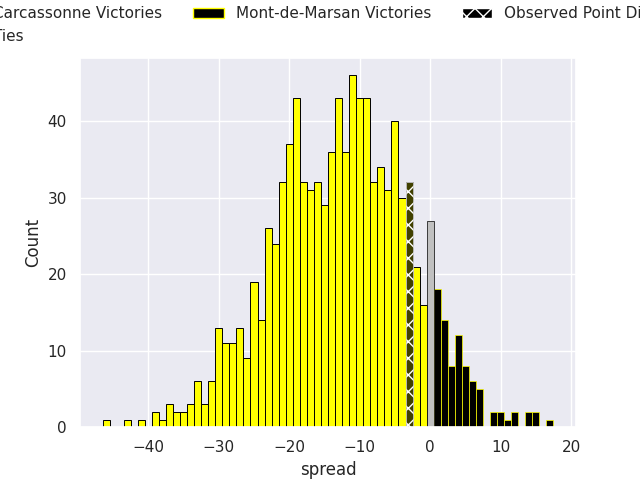 Carcassonne Victories Mont-de-Marsan Victories Observed Point Di
Ties
Count
40
30
20
10
0
−40 −30 −20 −10 0 10 20
spread